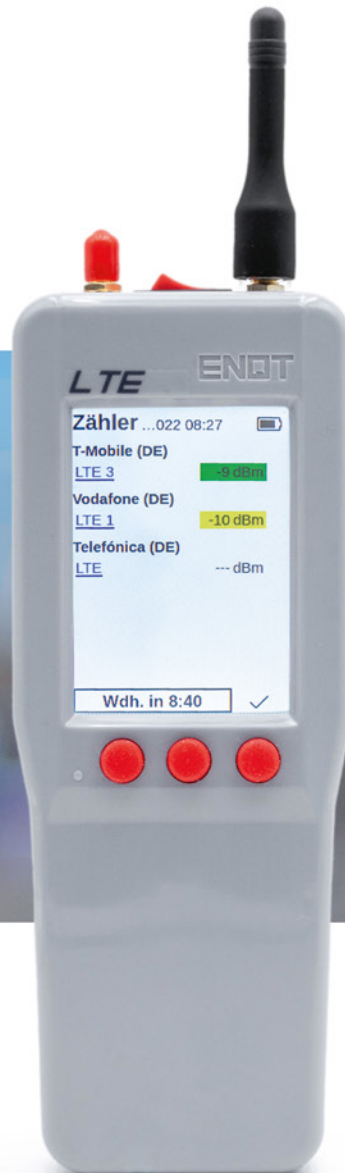 LTE ENQT
Zähler ...022 08:27
T-Mobile (DE)
LTE 3 -9 dBm
Vodafone (DE)
LTE 1 -10 dBm
Telefónica (DE)
LTE --- dBm
Wdh. in 8:40